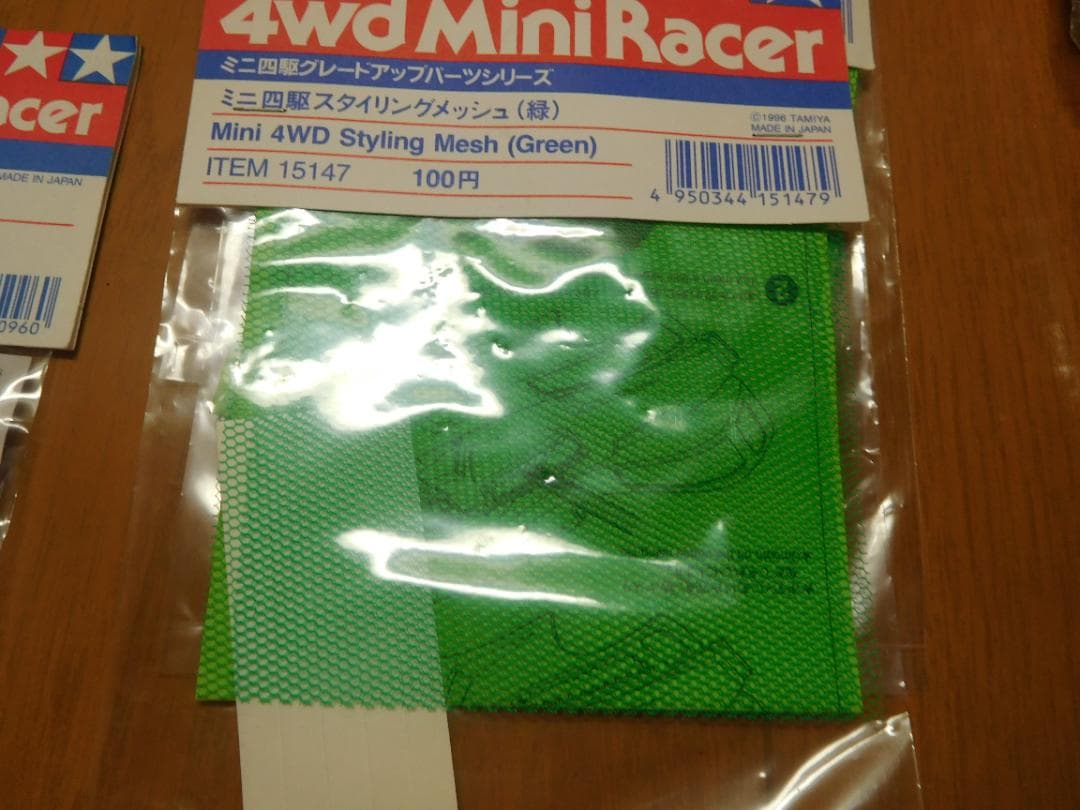 4wd Mini Racer
ミニ四駆グレードアップパーツシリーズ
ミニ四駆スタイリングメッシュ（緑）
Mini 4WD Styling Mesh (Green)
ITEM 15147 100円
©1996 TAMIYA
MADE IN JAPAN
4 950344 151479
acer
MADE IN JAPAN
0960